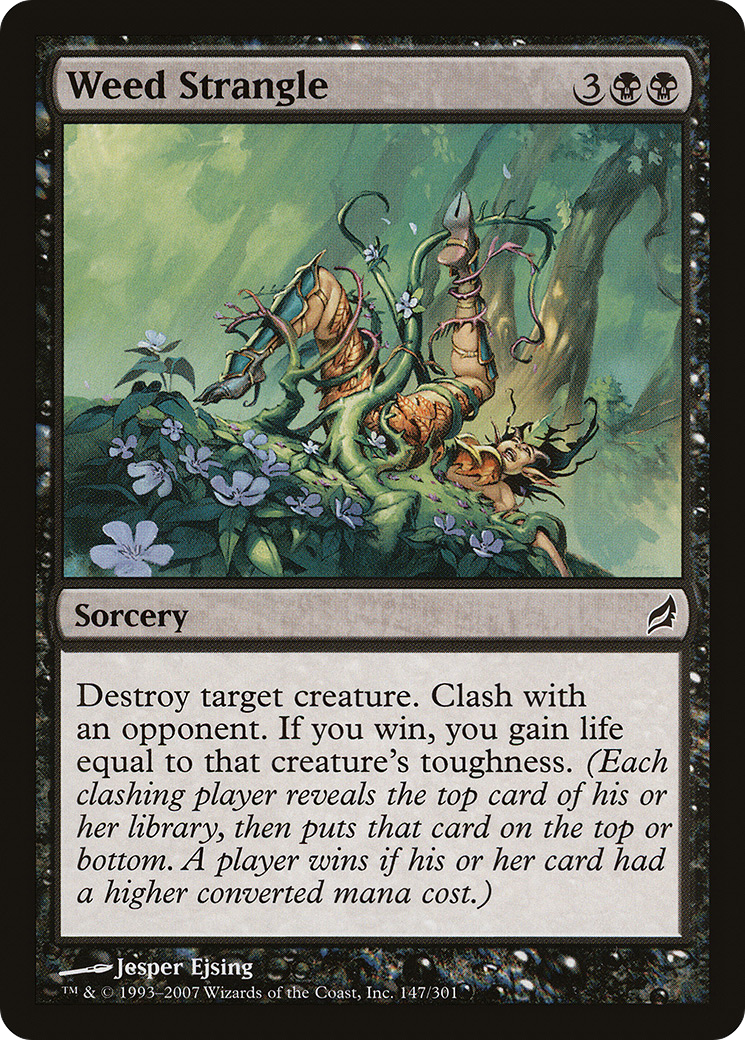 Weed Strangle 3
Sorcery
Destroy target creature. Clash with
an opponent. If you win, you gain life
equal to that creature's toughness. (Each
clashing player reveals the top card of his or
her library, then puts that card on the top or
bottom. A player wins if his or her card had
a higher converted mana cost.)
Jesper Ejsing
™ & © 1993–2007 Wizards of the Coast, Inc. 147/301